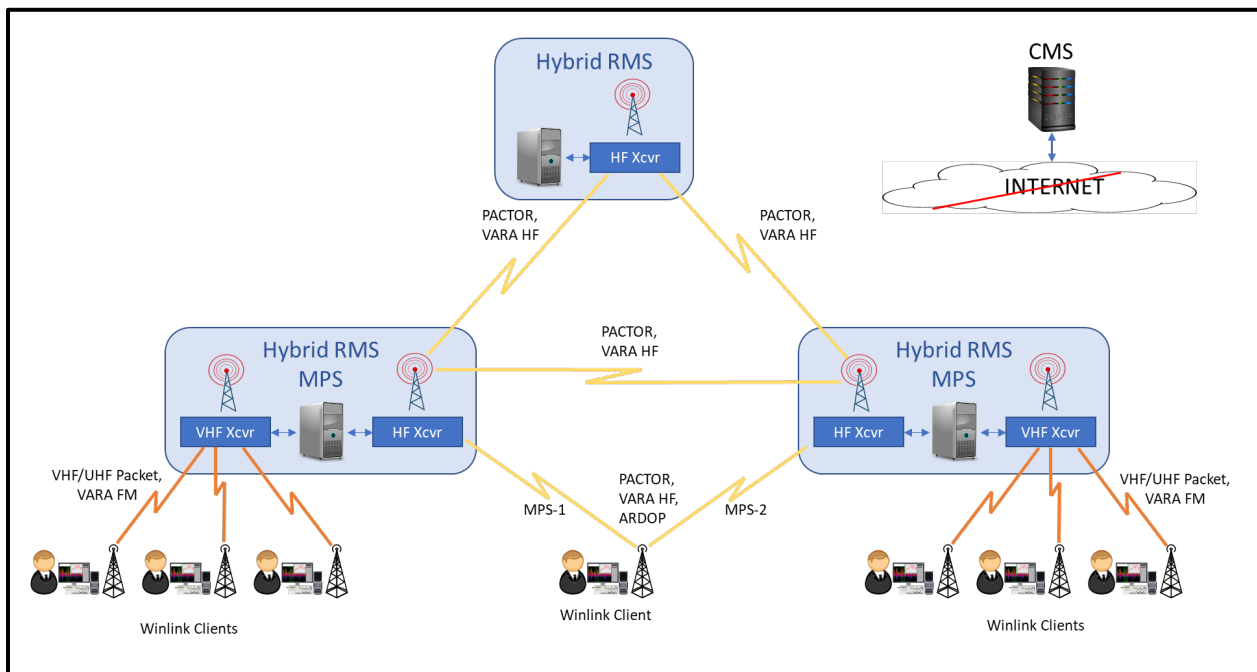 Hybrid RMS
HF Xcvr
CMS
INTERNET
PACTOR,
VARA HF
PACTOR,
VARA HF
PACTOR,
VARA HF
Hybrid RMS
MPS
VHF Xcvr
HF Xcvr
Hybrid RMS
MPS
HF Xcvr
VHF Xcvr
VHF/UHF Packet,
VARA FM
MPS-1
PACTOR,
VARA HF,
ARDOP
MPS-2
VHF/UHF Packet,
VARA FM
Winlink Clients
Winlink Client
Winlink Clients